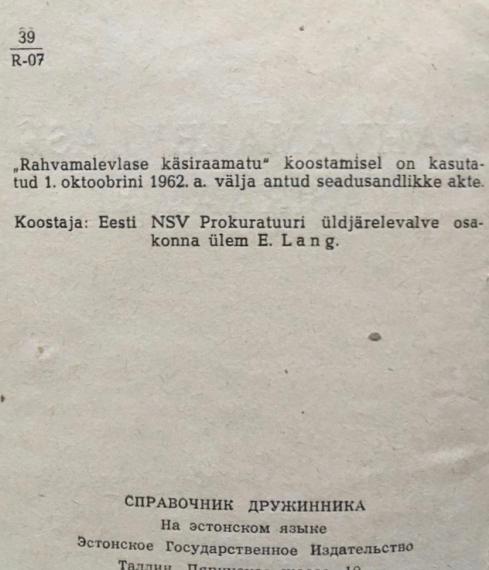 39
R-07
„Rahvamalevlase käsiraamatu“ koostamisel on kasuta-
tud 1. oktoobrini 1962. a. välja antud seadusandlikke akte.
Koostaja: Eesti NSV Prokuratuuri üldjärelevalve osa-
konna ülem E. Lang.
СПРАВОЧНИК ДРУЖИННИКА
На эстонском языке
Эстонское Государственное Издательство
Таллин